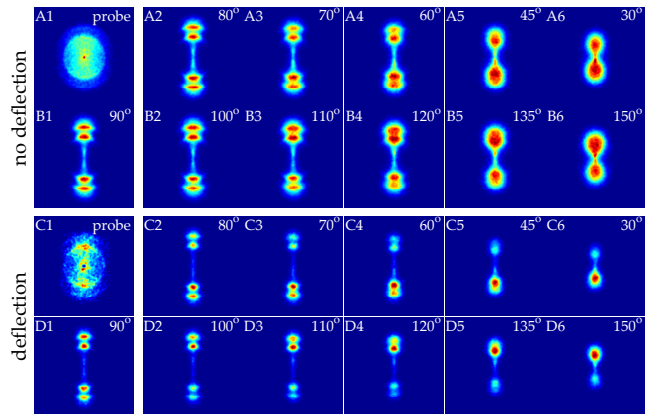 no deflection
A1 probe A2 80° A3 70° A4 60° A5 45° A6 30°
B1 90° B2 100° B3 110° B4 120° B5 135° B6 150°
deflection
C1 probe C2 80° C3 70° C4 60° C5 45° C6 30°
D1 90° D2 100° D3 110° D4 120° D5 135° D6 150°